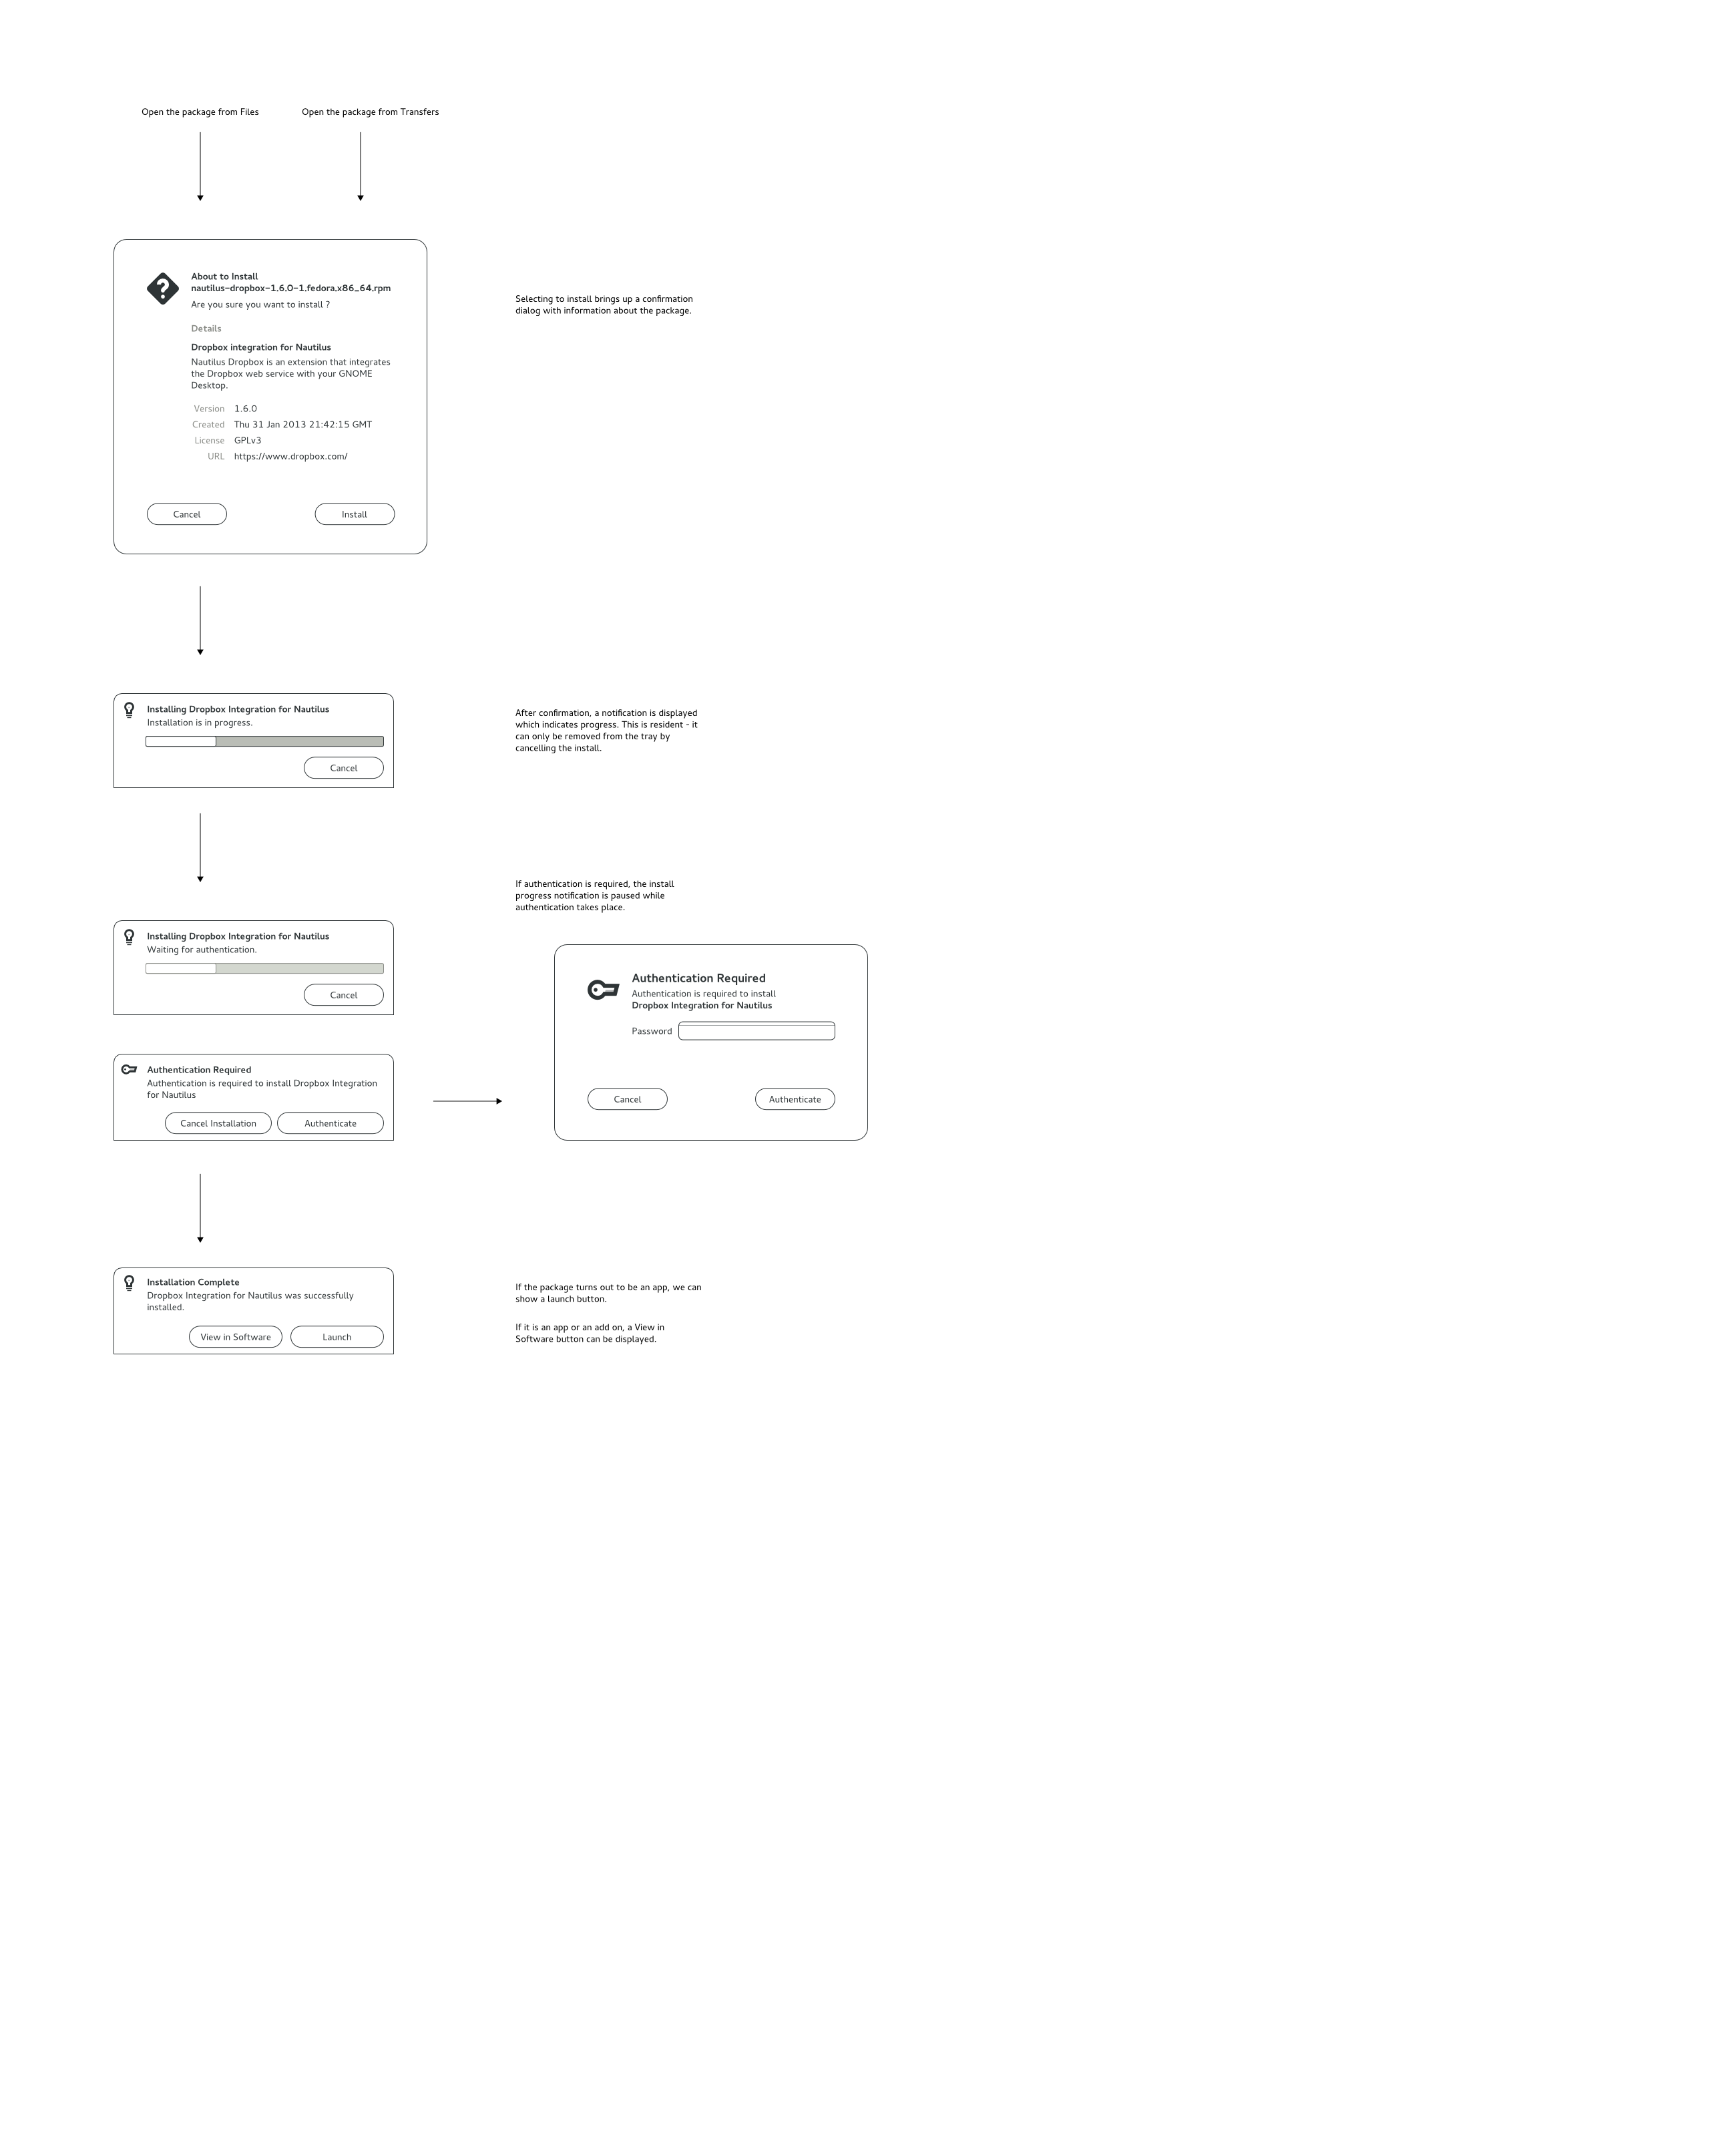 Open the package from Files
Open the package from Transfers
About to Install
nautilus-dropbox-1.6.0-1.fedora.x86_64.rpm
Are you sure you want to install ?
Details
Dropbox integration for Nautilus
Nautilus Dropbox is an extension that integrates
the Dropbox web service with your GNOME
Desktop.
Version 1.6.0
Created Thu 31 Jan 2013 21:42:15 GMT
License GPLv3
URL https://www.dropbox.com/
Cancel
Install
Selecting to install brings up a confirmation
dialog with information about the package.
Installing Dropbox Integration for Nautilus
Installation is in progress.
Cancel
After confirmation, a notification is displayed
which indicates progress. This is resident - it
can only be removed from the tray by
cancelling the install.
If authentication is required, the install
progress notification is paused while
authentication takes place.
Installing Dropbox Integration for Nautilus
Waiting for authentication.
Cancel
Authentication Required
Authentication is required to install Dropbox Integration
for Nautilus
Cancel Installation
Authenticate
Authentication Required
Authentication is required to install
Dropbox Integration for Nautilus
Password
Cancel
Authenticate
Installation Complete
Dropbox Integration for Nautilus was successfully
installed.
View in Software
Launch
If the package turns out to be an app, we can
show a launch button.
If it is an app or an add on, a View in
Software button can be displayed.